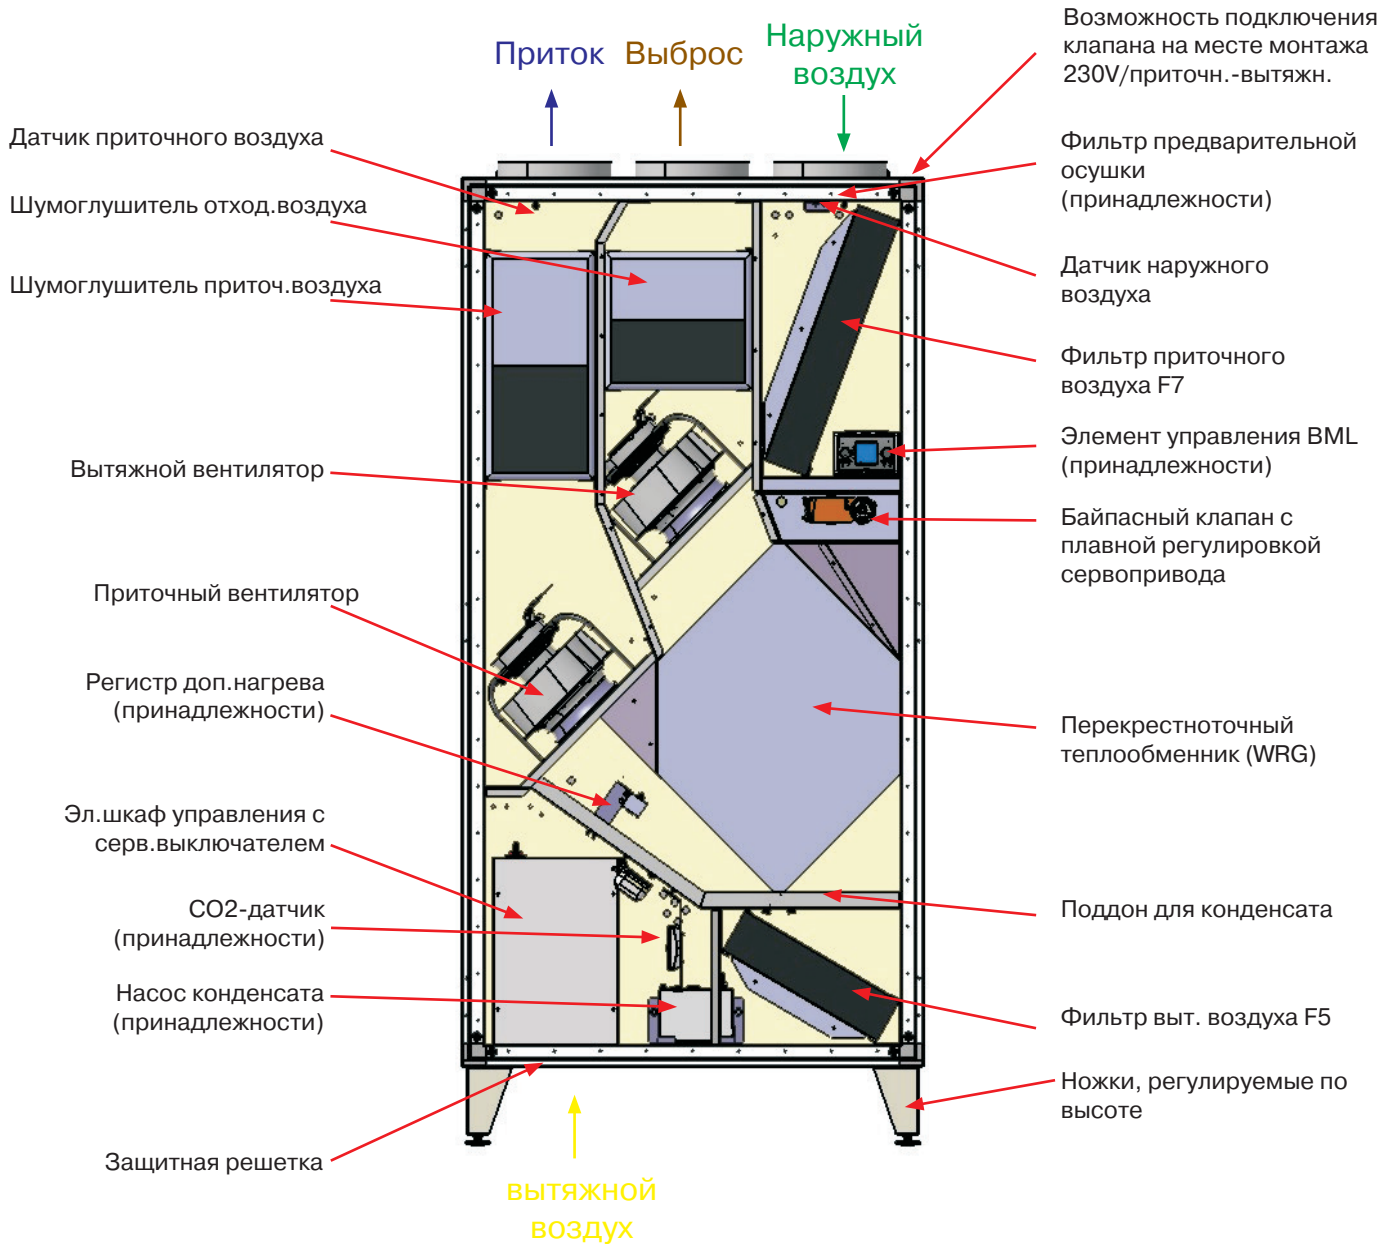 Приток
Выброс
Наружный
воздух
Датчик приточного воздуха
Шумоглушитель отход.воздуха
Шумоглушитель приточ.воздуха
Вытяжной вентилятор
Приточный вентилятор
Регистр доп.нагрева
(принадлежности)
Эл.шкаф управления с
серв.выключателем
CO2-датчик
(принадлежности)
Насос конденсата
(принадлежности)
Защитная решетка
вытяжной
воздух
Возможность подключения
клапана на месте монтажа
230V/приточн.-вытяжн.
Фильтр предварительной
осушки
(принадлежности)
Датчик наружного
воздуха
Фильтр приточного
воздуха F7
Элемент управления BML
(принадлежности)
Байпасный клапан с
плавной регулировкой
сервопривода
Перекрестноточный
теплообменник (WRG)
Поддон для конденсата
Фильтр выт. воздуха F5
Ножки, регулируемые по
высоте